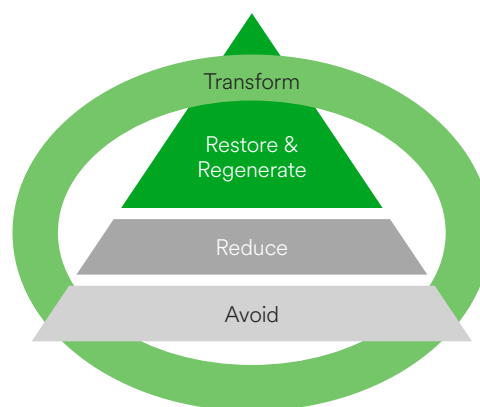 Transform
Restore &
Regenerate
Reduce
Avoid